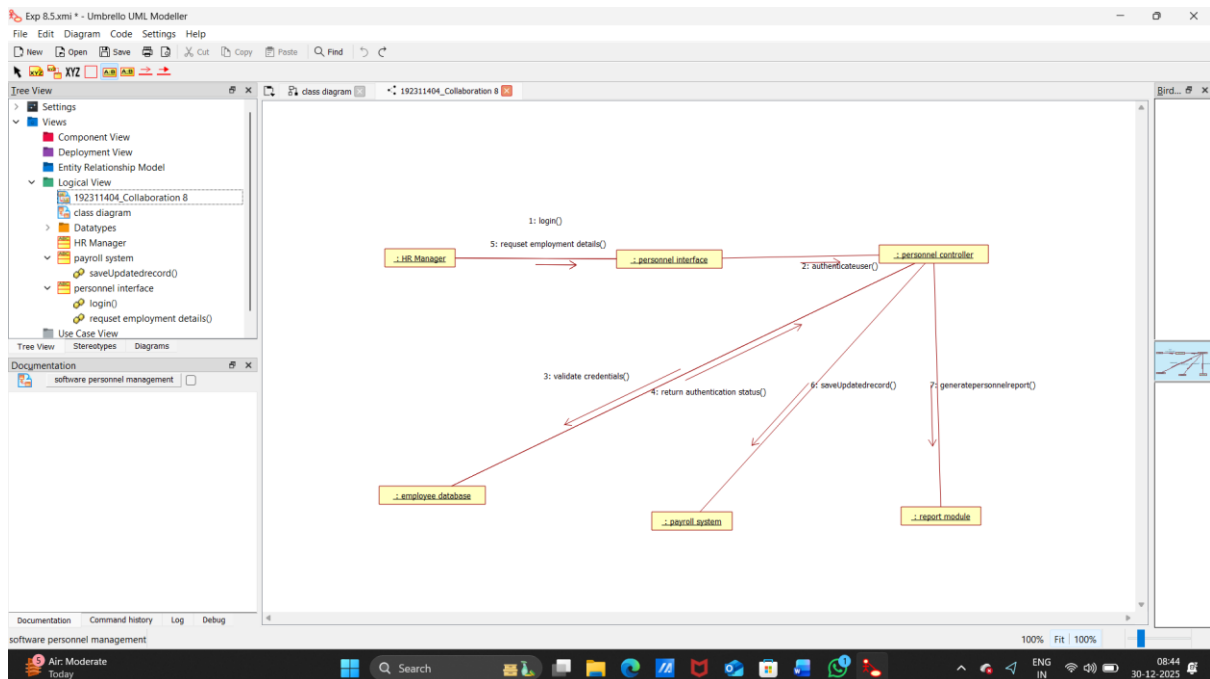 Exp 8.5.xmi * - Umbrello UML Modeller
File Edit Diagram Code Settings Help
New Open Save Cut Copy Paste Find
XYZ XYZ A:B A:B
Tree View
class diagram
192311404_Collaboration 8
Bird...
Settings
Views
Component View
Deployment View
Entity Relationship Model
Logical View
192311404_Collaboration 8
class diagram
Datatypes
HR Manager
payroll system
saveUpdatedrecord()
personnel interface
login()
requset employment details()
Use Case View
Tree View Stereotypes Diagrams
Documentation
software personnel management
1: login()
5: requset employment details()
: HR Manager
: personnel interface
: personnel controller
2: authenticateuser()
3: validate credentials()
4: return authentication status()
6: saveUpdatedrecord()
7: generatepersonnelreport()
: employee database
: payroll system
: report module
Documentation Command history Log Debug
software personnel management
100% Fit 100%
5
Air: Moderate
Today
Search
ENG
IN
08:44
30-12-2025